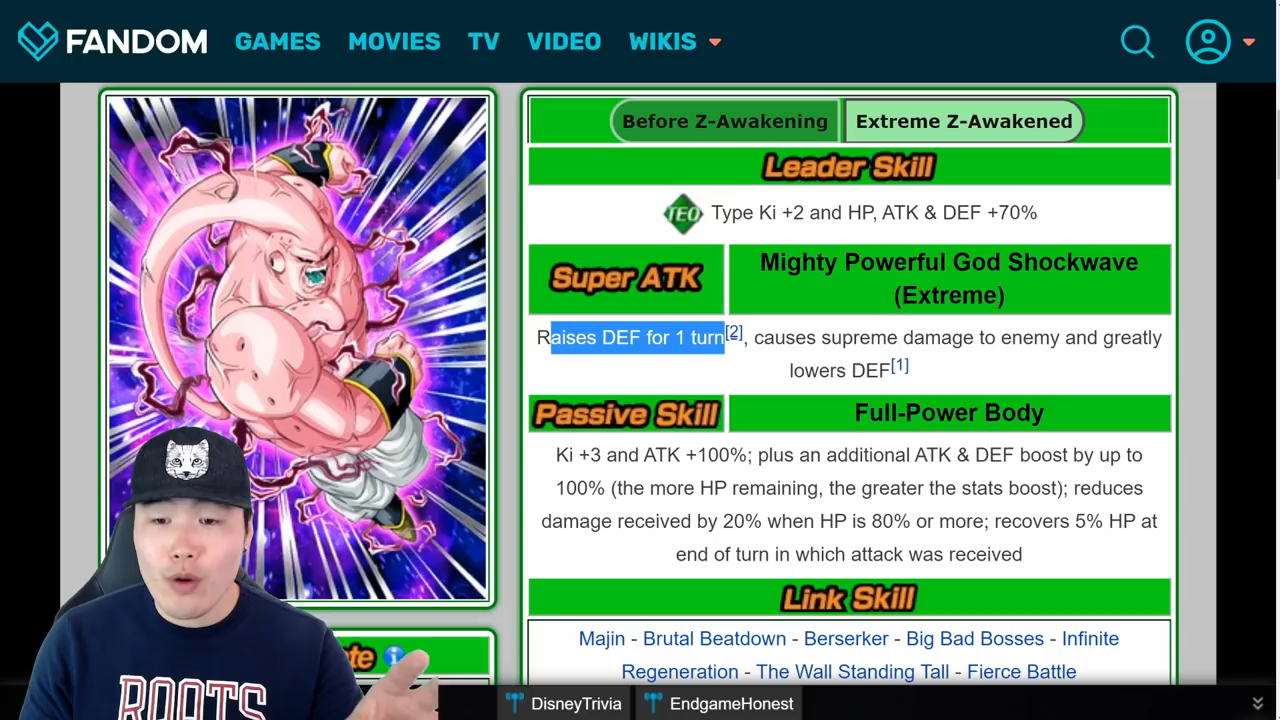 FANDOM GAMES MOVIES TV VIDEO WIKIS
Before Z-Awakening Extreme Z-Awakened
Leader Skill
TEQ Type Ki +2 and HP, ATK & DEF +70%
Super ATK
Mighty Powerful God Shockwave
(Extreme)
Raises DEF for 1 turn[2], causes supreme damage to enemy and greatly
lowers DEF[1]
Passive Skill
Full-Power Body
Ki +3 and ATK +100%; plus an additional ATK & DEF boost by up to
100% (the more HP remaining, the greater the stats boost); reduces
damage received by 20% when HP is 80% or more; recovers 5% HP at
end of turn in which attack was received
Link Skill
Majin - Brutal Beatdown - Berserker - Big Bad Bosses - Infinite
Regeneration - The Wall Standing Tall - Fierce Battle
DisneyTrivia EndgameHonest